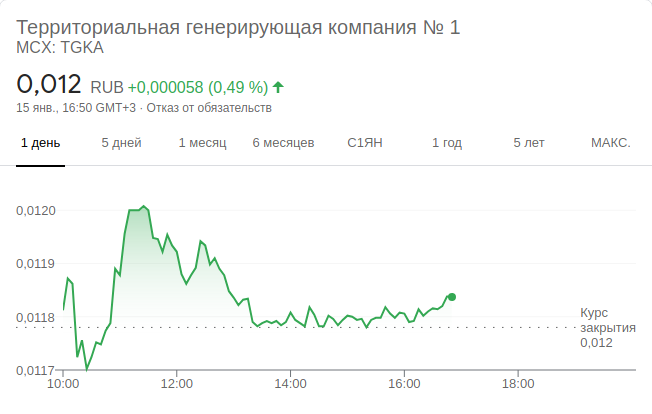 Территориальная генерирующая компания № 1
MCX: TGKA
0,012 RUB +0,000058 (0,49 %)
15 янв., 16:50 GMT+3 · Отказ от обязательств
1 день 5 дней 1 месяц 6 месяцев С1ЯН 1 год 5 лет МАКС.
0,0120
0,0119
0,0118
0,0117
Курс
закрытия
0,012
10:00 12:00 14:00 16:00 18:00